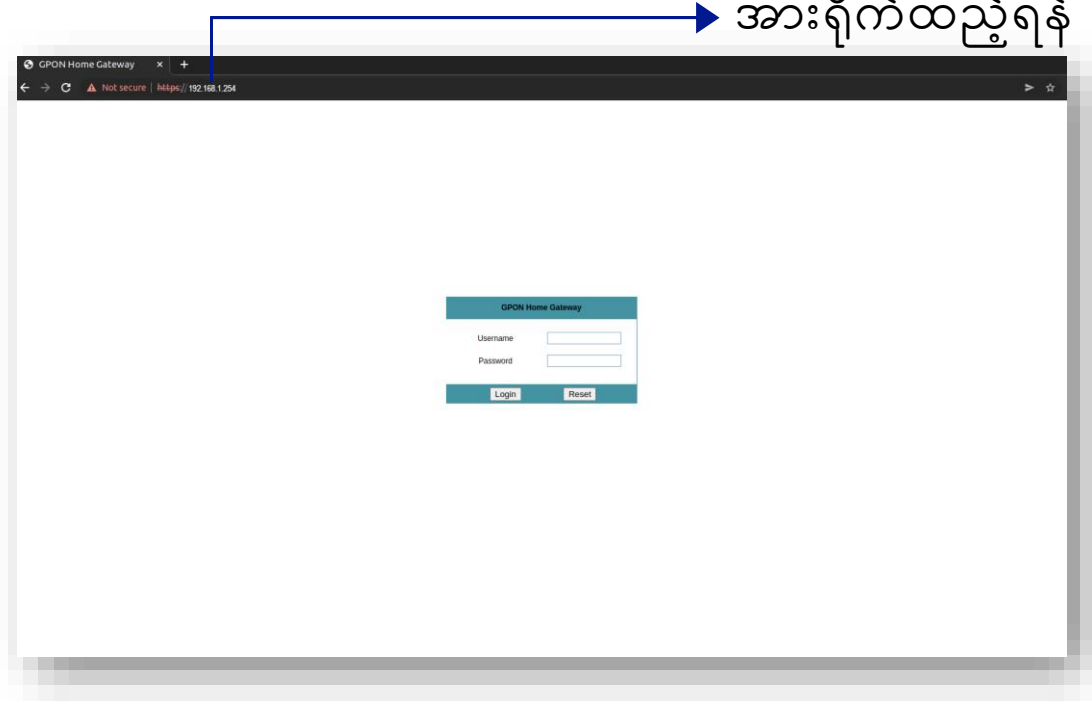 အားရိုက်ထည့်ရန်
GPON Home Gateway
Not secure | https://192.168.1.254
GPON Home Gateway
Username
Password
Login Reset